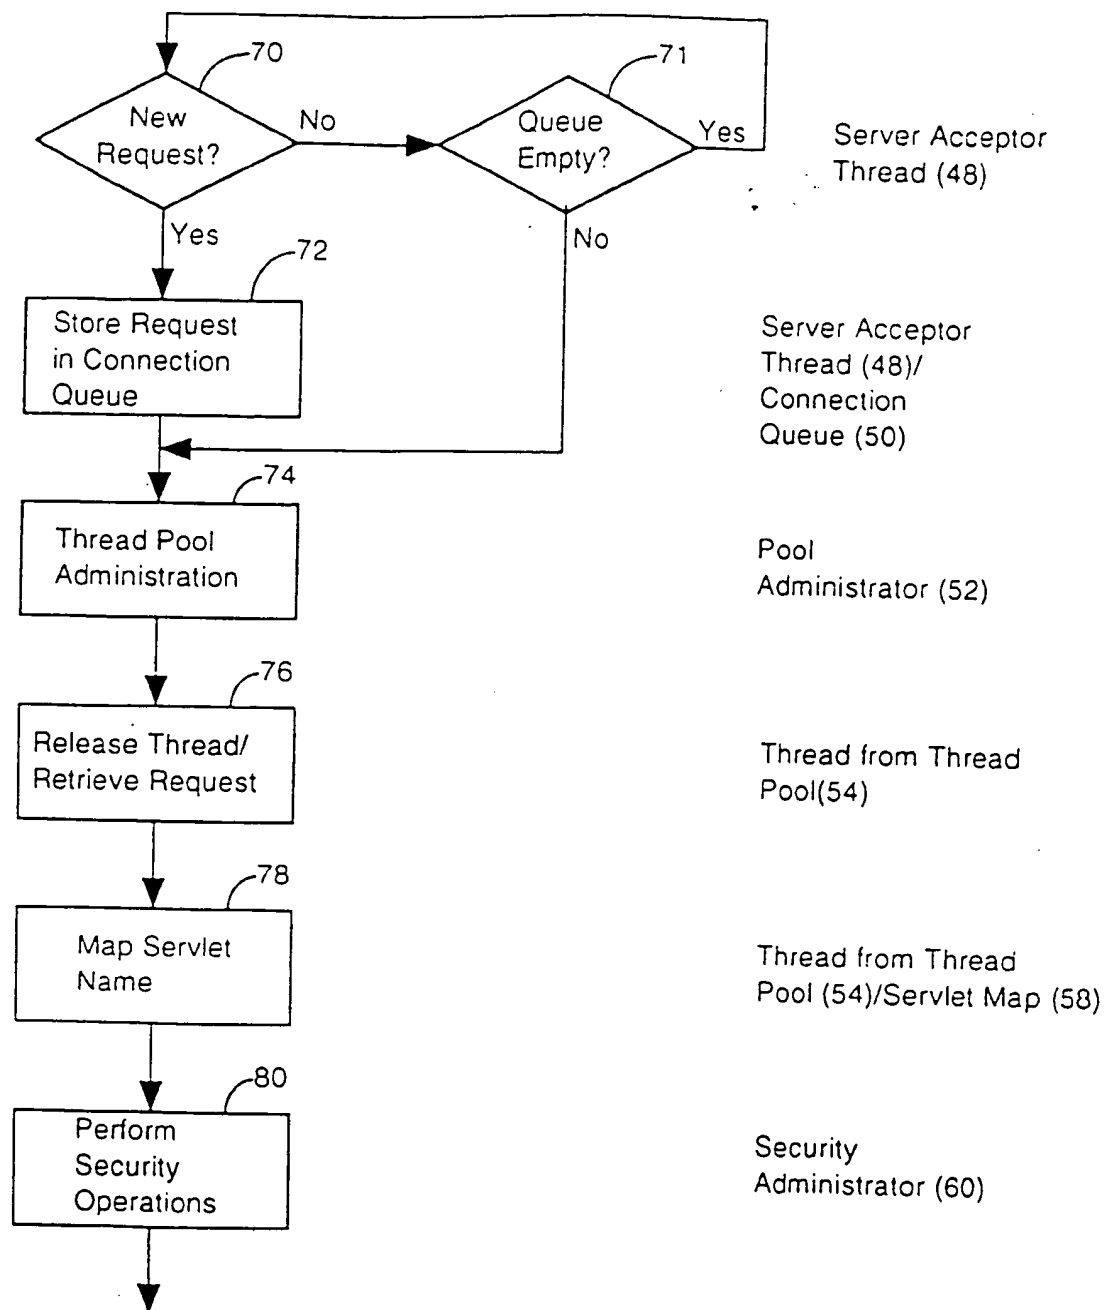 70
New
Request?
No
71
Queue
Empty?
Yes
Server Acceptor
Thread (48)
Yes
No
72
Store Request
in Connection
Queue
Server Acceptor
Thread (48)/
Connection
Queue (50)
74
Thread Pool
Administration
Pool
Administrator (52)
76
Release Thread/
Retrieve Request
Thread from Thread
Pool(54)
78
Map Servlet
Name
Thread from Thread
Pool (54)/Servlet Map (58)
80
Perform
Security
Operations
Security
Administrator (60)